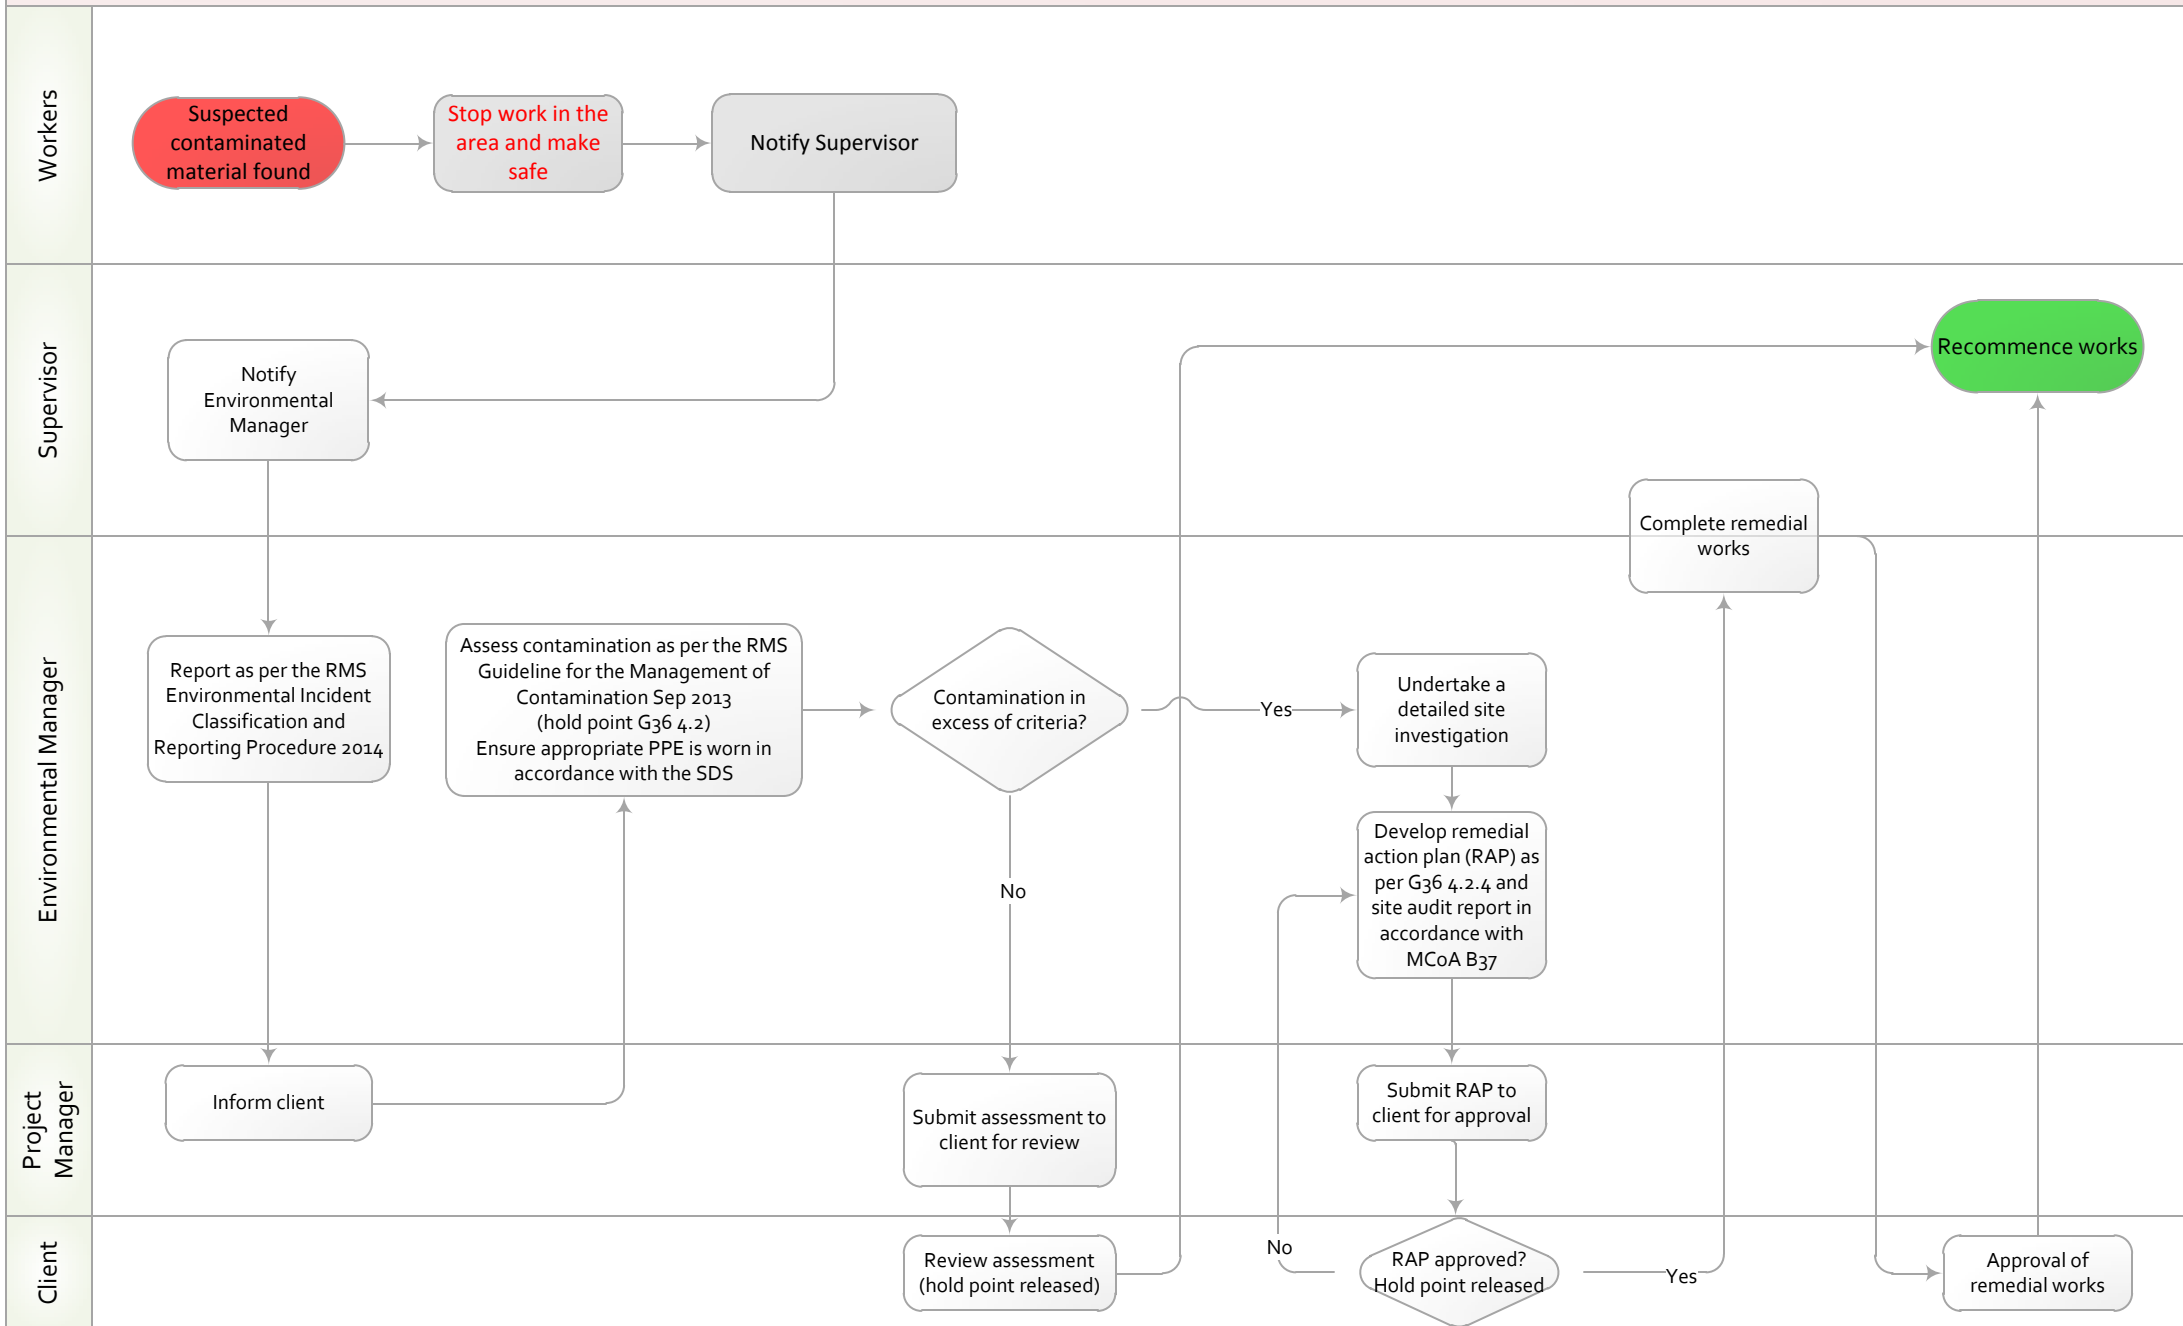 Workers
Suspected
contaminated
material found
Stop work in the
area and make
safe
Notify Supervisor
Supervisor
Notify
Environmental
Manager
Recommence works
Complete remedial
works
Environmental Manager
Report as per the RMS
Environmental Incident
Classification and
Reporting Procedure 2014
Assess contamination as per the RMS
Guideline for the Management of
Contamination Sep 2013
(hold point G36 4.2)
Ensure appropriate PPE is worn in
accordance with the SDS
Contamination in
excess of criteria?
Yes
Undertake a
detailed site
investigation
No
Develop remedial
action plan (RAP) as
per G36 4.2.4 and
site audit report in
accordance with
MCoA B37
Project
Manager
Inform client
Submit assessment to
client for review
Submit RAP to
client for approval
Client
Review assessment
(hold point released)
No
RAP approved?
Hold point released
Yes
Approval of
remedial works